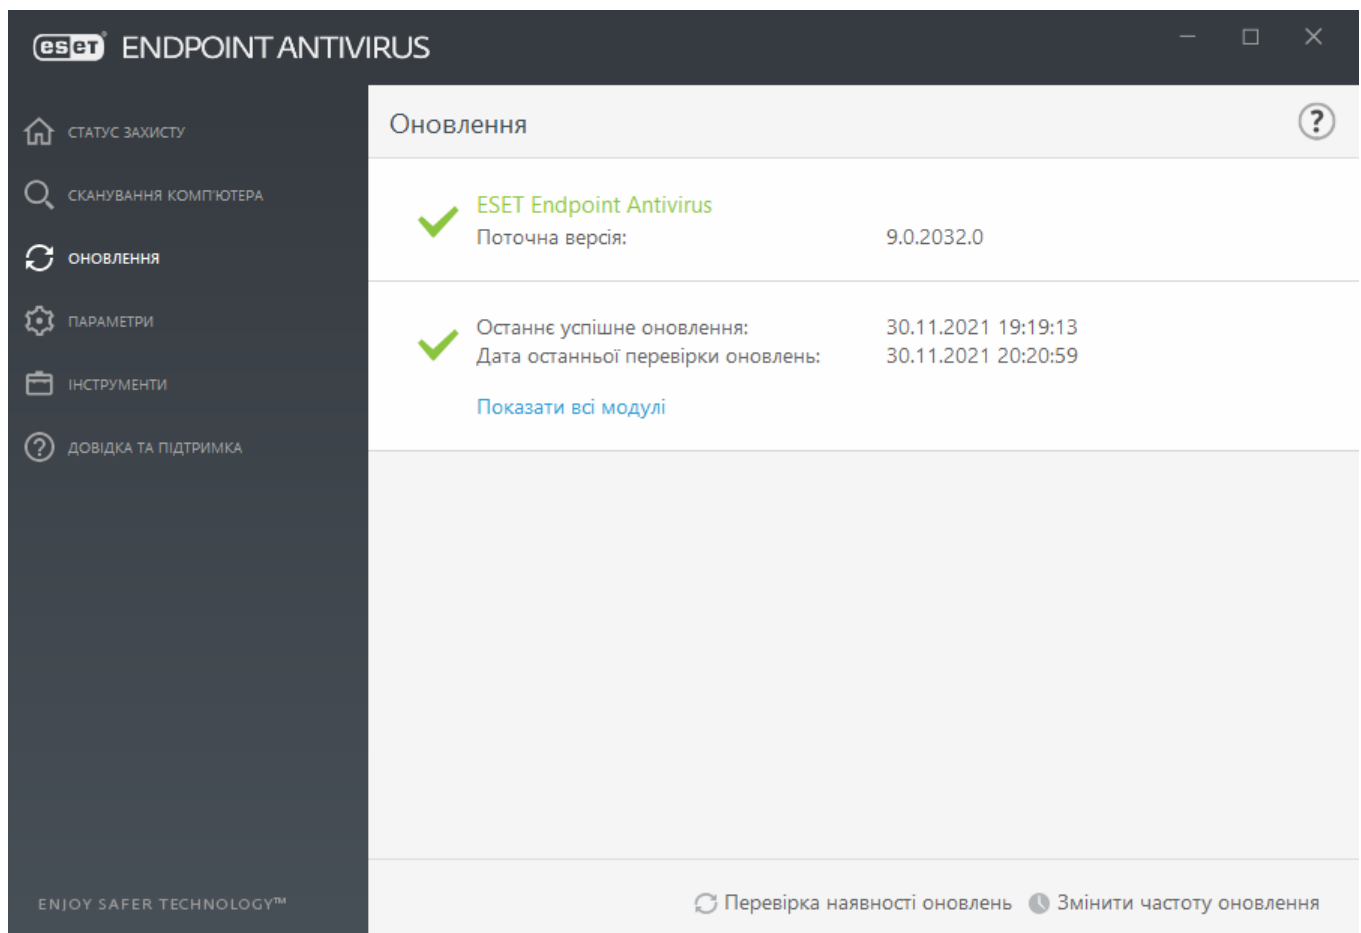 eset ENDPOINT ANTIVIRUS
СТАТУС ЗАХИСТУ
СКАНУВАННЯ КОМП'ЮТЕРА
ОНОВЛЕННЯ
ПАРАМЕТРИ
ІНСТРУМЕНТИ
ДОВІДКА ТА ПІДТРИМКА
ENJOY SAFER TECHNOLOGY™
Оновлення
ESET Endpoint Antivirus
Поточна версія: 9.0.2032.0
Останнє успішне оновлення: 30.11.2021 19:19:13
Дата останньої перевірки оновлень: 30.11.2021 20:20:59
Показати всі модулі
Перевірка наявності оновлень Змінити частоту оновлення